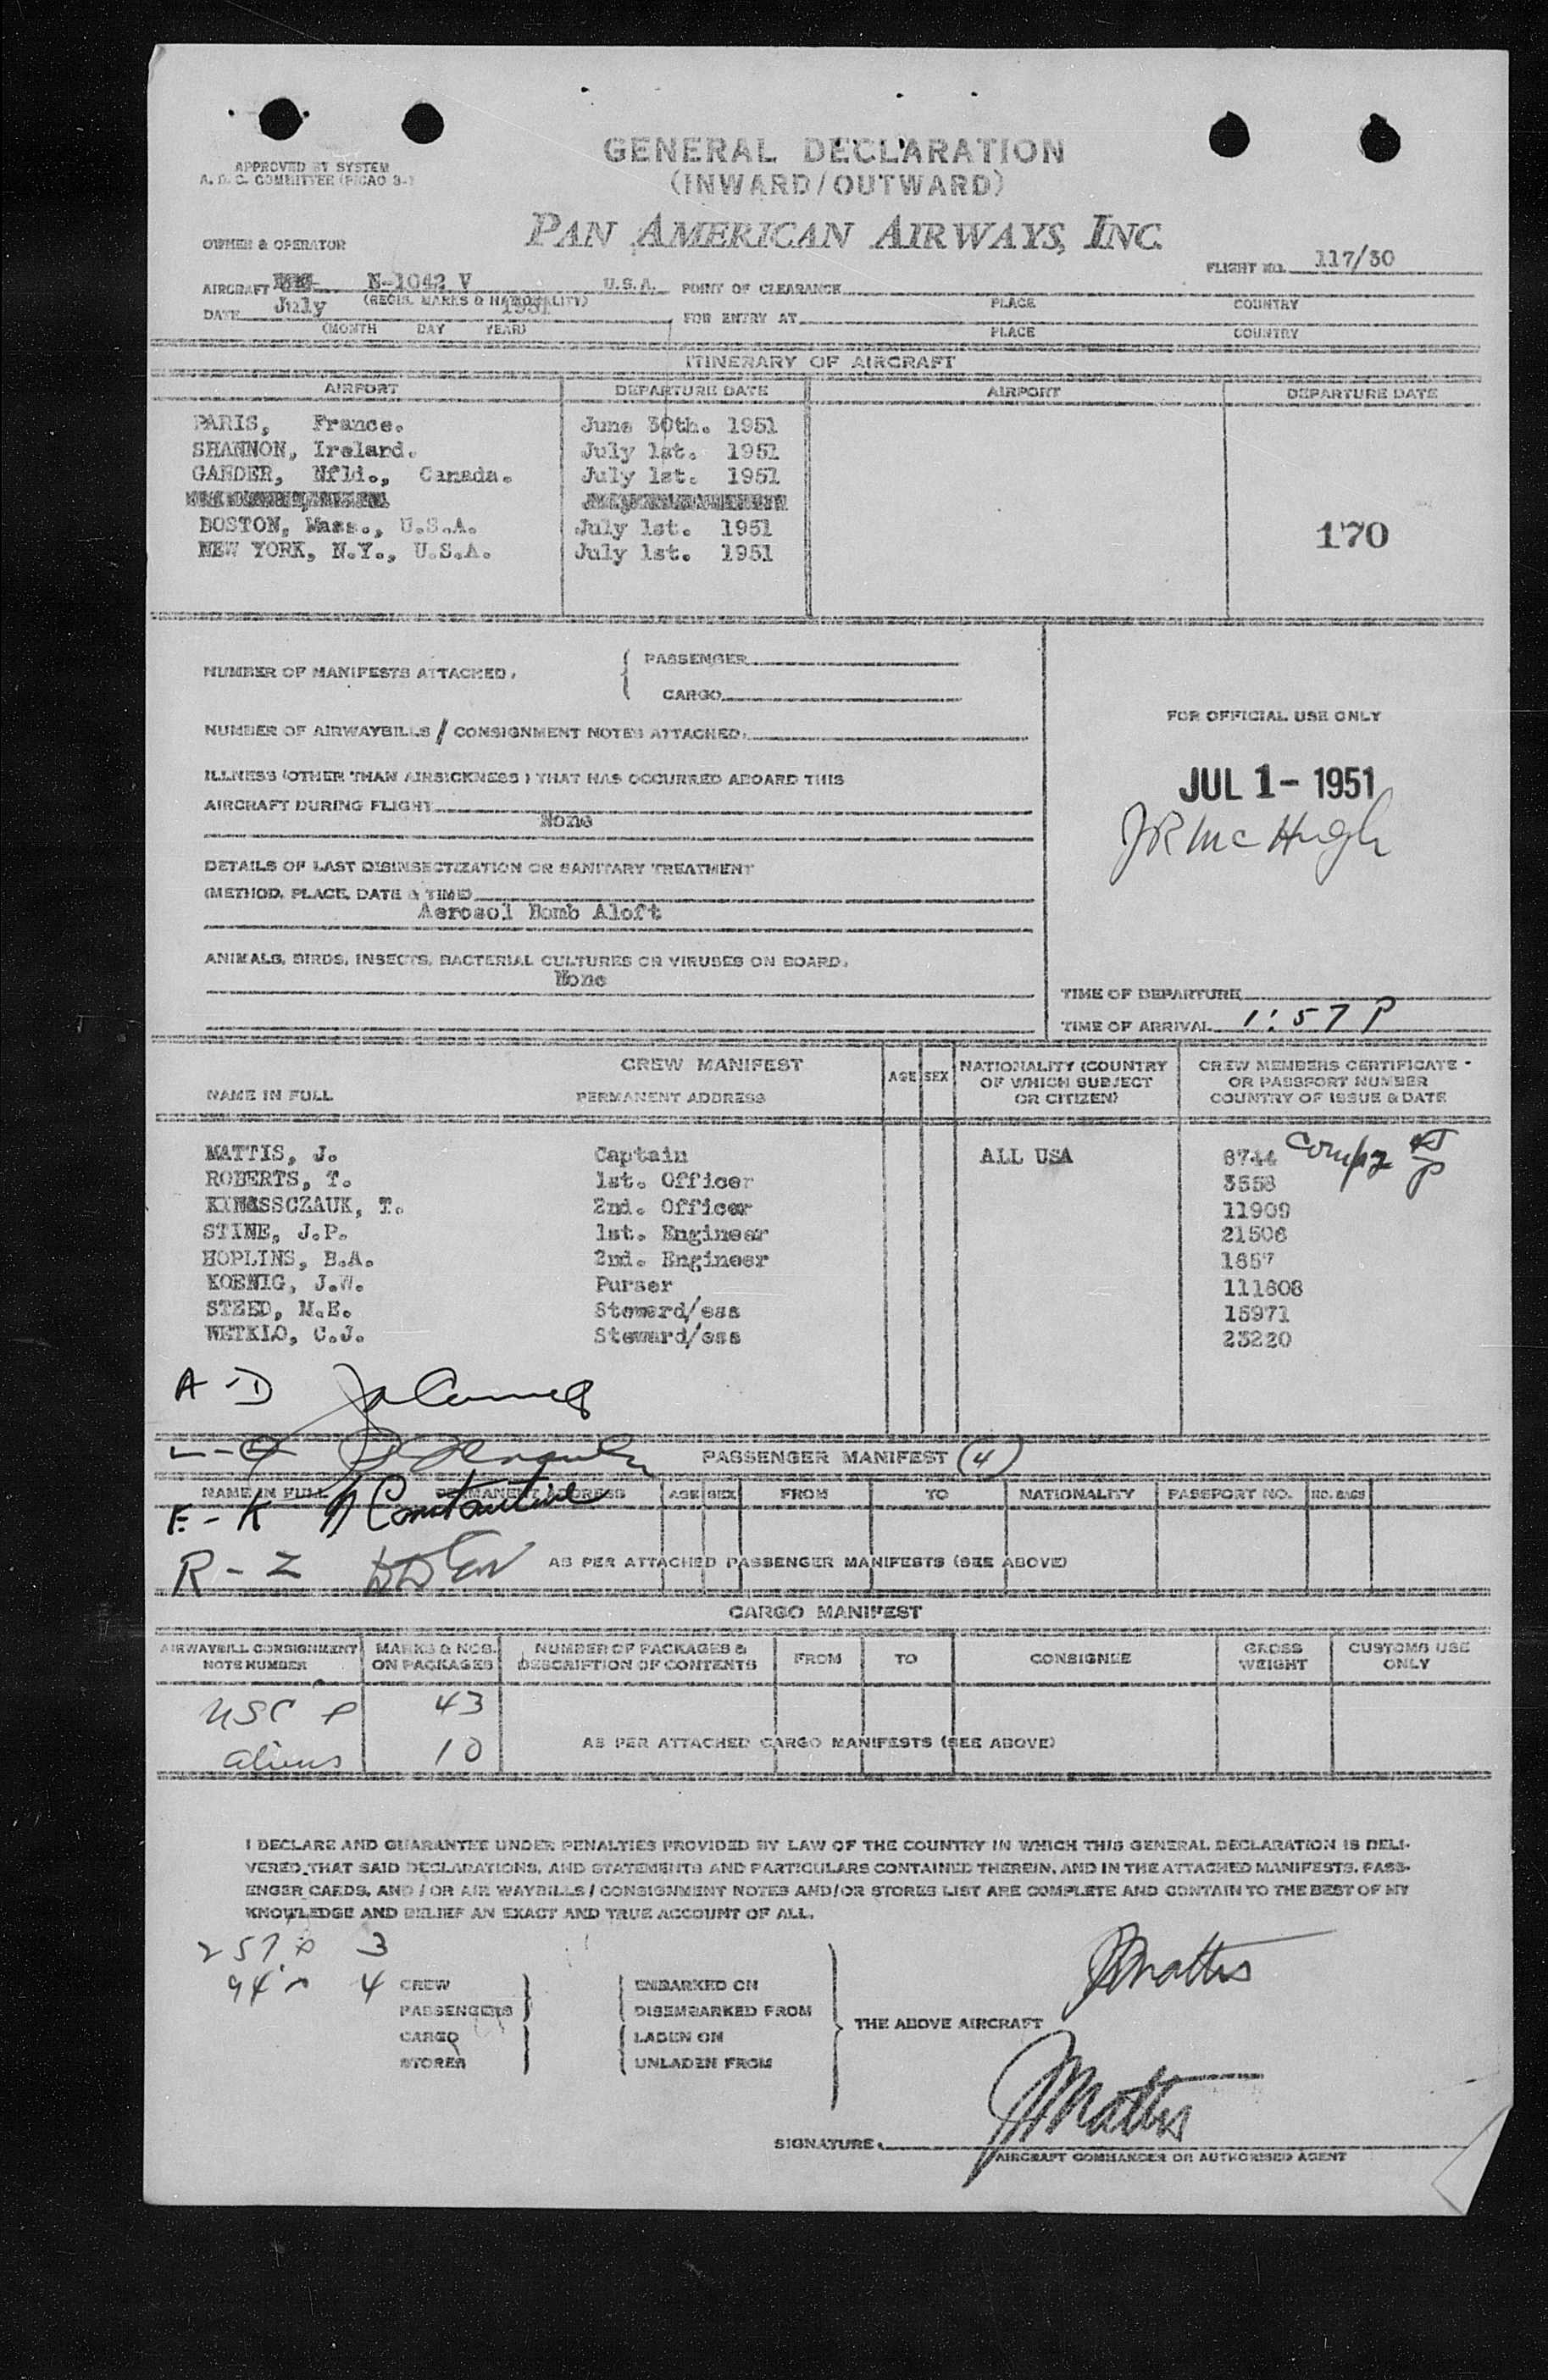 GENERAL DECLARATION
(INWARD/OUTWARD)
APPROVED BY SYSTEM
A. D. C. COMMITTEE (PICAO
PAN AMERICAN AIRWAYS, INC.
OWNER & OPERATOR
FLIGHT NO. 117/30
AIRCRAFT N-1042 V U.S.A.
(REGIS. MARKS & NATIONALITY)
POINT OF CLEARANCE
PLACE COUNTRY
DATE July 1951
(MONTH DAY YEAR)
FOR ENTRY AT
PLACE COUNTRY
ITINERARY OF AIRCRAFT
AIRPORT DEPARTURE DATE AIRPORT DEPARTURE DATE
PARIS, France. June 30th. 1951
SHANNON, Ireland. July 1st. 1951
GANDER, Nfld., Canada. July 1st. 1951
BOSTON, Mass., U.S.A. July 1st. 1951
170
NEW YORK, N.Y., U.S.A. July 1st. 1951
NUMBER OF MANIFESTS ATTACHED.
PASSENGER
CARGO
NUMBER OF AIRWAYBILLS / CONSIGNMENT NOTES ATTACHED.
ILLNESS (OTHER THAN AIRSICKNESS) THAT HAS OCCURRED ABOARD THIS
AIRCRAFT DURING FLIGHT
None
DETAILS OF LAST DISINSECTIZATION OR SANITARY TREATMENT
(METHOD, PLACE, DATE & TIME)
Aerosol Bomb Aloft
ANIMALS, BIRDS, INSECTS, BACTERIAL CULTURES OR VIRUSES ON BOARD.
None
FOR OFFICIAL USE ONLY
JUL 1 - 1951
JR McHugh
TIME OF DEPARTURE
TIME OF ARRIVAL 1:57 P
CREW MANIFEST
NAME IN FULL PERMANENT ADDRESS AGE SEX
NATIONALITY (COUNTRY
OF WHICH SUBJECT
OR CITIZEN)
CREW MEMBERS CERTIFICATE -
OR PASSPORT NUMBER
COUNTRY OF ISSUE & DATE
MATTIS, J. Captain ALL USA 8744
ROBERTS, T. 1st. Officer 3558
T. 2nd. Officer 11909
STINE, J.P. 1st. Engineer 21506
HOPLINS, B.A. 2nd. Engineer 1857
KOENIG, J.W. Purser 111608
STEED, M.E. Steward/ess 15971
WETKLO, C.J. Steward/ess 23220
A-D
PASSENGER MANIFEST (4)
NAME IN FULL PERMANENT ADDRESS AGE SEX FROM TO NATIONALITY PASSPORT NO. NO. BAGS
E-K Constantine
R-Z
AS PER ATTACHED PASSENGER MANIFESTS (SEE ABOVE)
CARGO MANIFEST
AIRWAYBILL CONSIGNMENT
NOTE NUMBER
MARKS & NOS.
ON PACKAGES
NUMBER OF PACKAGES &
DESCRIPTION OF CONTENTS
FROM TO CONSIGNEE
GROSS
WEIGHT
CUSTOMS USE
ONLY
USC 43
aliens 10
AS PER ATTACHED CARGO MANIFESTS (SEE ABOVE)
I DECLARE AND GUARANTEE UNDER PENALTIES PROVIDED BY LAW OF THE COUNTRY IN WHICH THIS GENERAL DECLARATION IS DELI-
VERED, THAT SAID DECLARATIONS, AND STATEMENTS AND PARTICULARS CONTAINED THEREIN, AND IN THE ATTACHED MANIFESTS, PASS-
ENGER CARDS, AND / OR AIR WAYBILLS / CONSIGNMENT NOTES AND/OR STORES LIST ARE COMPLETE AND CONTAIN TO THE BEST OF MY
KNOWLEDGE AND BELIEF AN EXACT AND TRUE ACCOUNT OF ALL.
257 3
94 4
CREW
PASSENGERS
CARGO
STORES
EMBARKED ON
DISEMBARKED FROM
LADEN ON
UNLADEN FROM
THE ABOVE AIRCRAFT
J Mattis
SIGNATURE. J Mattis
AIRCRAFT COMMANDER OR AUTHORISED AGENT